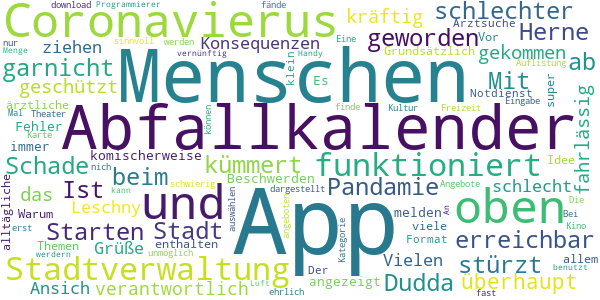 download Programmierer fände
Coronavierus kräftig schlechter
nur sinnvoll werden Eine Handy Arztsuche
Menge vernünftig Vor Herne
ziehen Konsequenzen geworden
garnicht Menschen klein Grundsätzlich gekommen ab
geschützt Es Mit Auflistung
ärztliche Notdienst Eingabe
Mal Theater Abfallkalender super fahrlässig
Fehler Karte können finde Kultur Freizeit
immer komischerweise nich
Schade beim kümmert funktioniert Idee
alltägliche kann schwierig Beschwerden dargestellt schlecht Angebote
das Ist und App Pandamie oben Die
Warum Leschny auswählen angeboten melden An Bei
Starten Stadt viele Kino
erst Themen Grüße enthalten Kategorie Format erreichbar
werdern unmöglich Vielen allem
Stadtverwaltung Der stürzt überhaupt benutzt
Ansich verantwortlich Luft ehrlich angezeigt Dudda fast